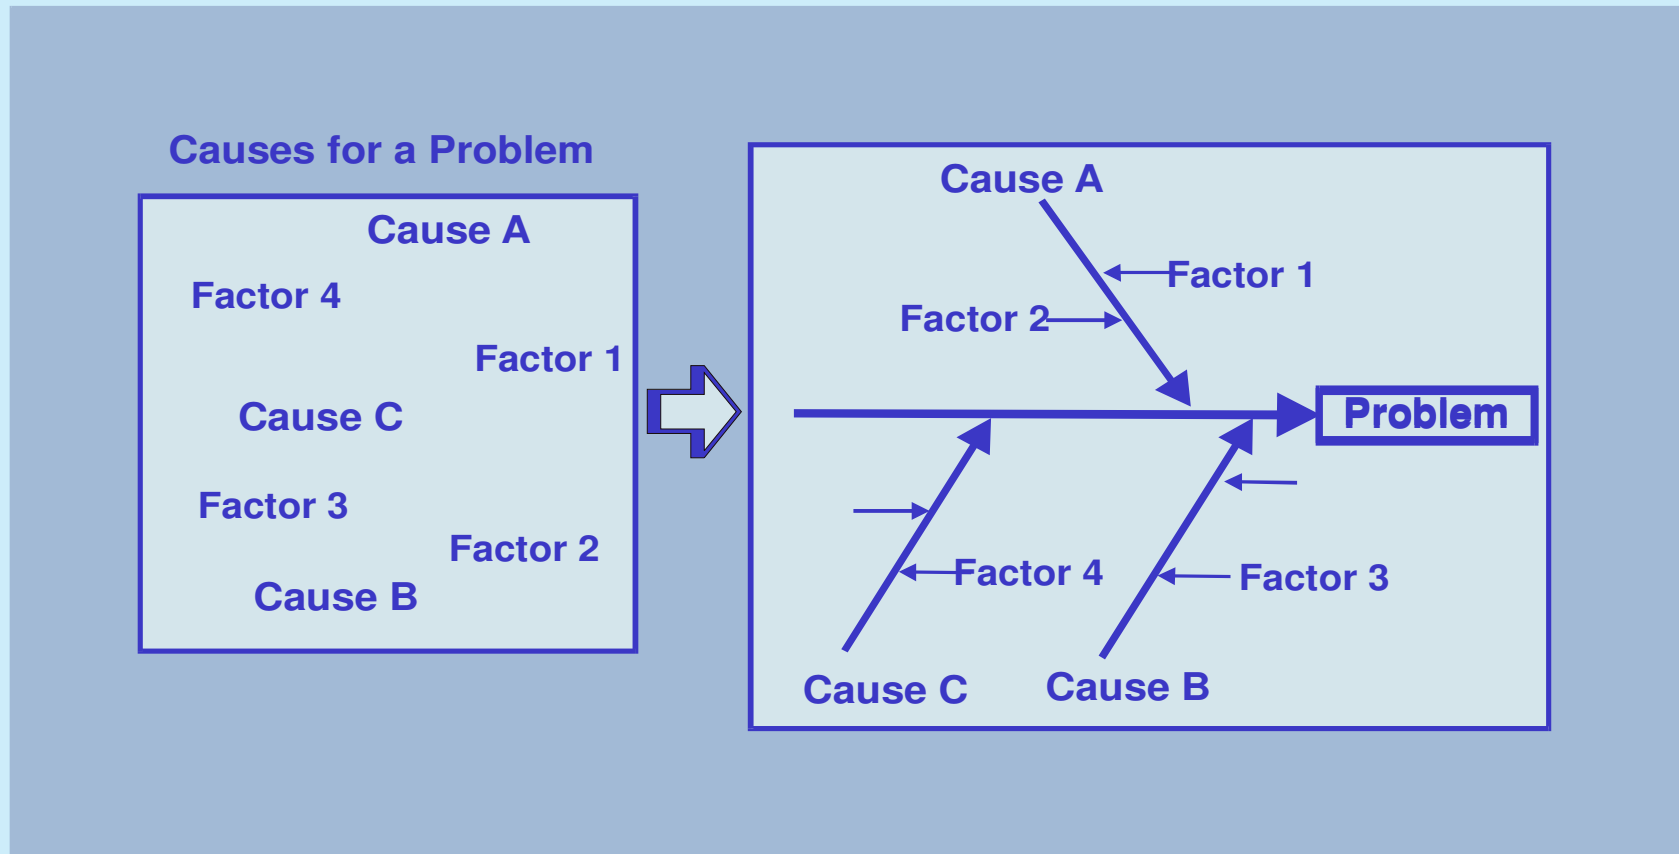 Causes for a Problem
Cause A
Factor 4
Factor 1
Cause C
Factor 3
Factor 2
Cause B
Cause A
Factor 1
Factor 2
Problem
Factor 4
Factor 3
Cause C
Cause B